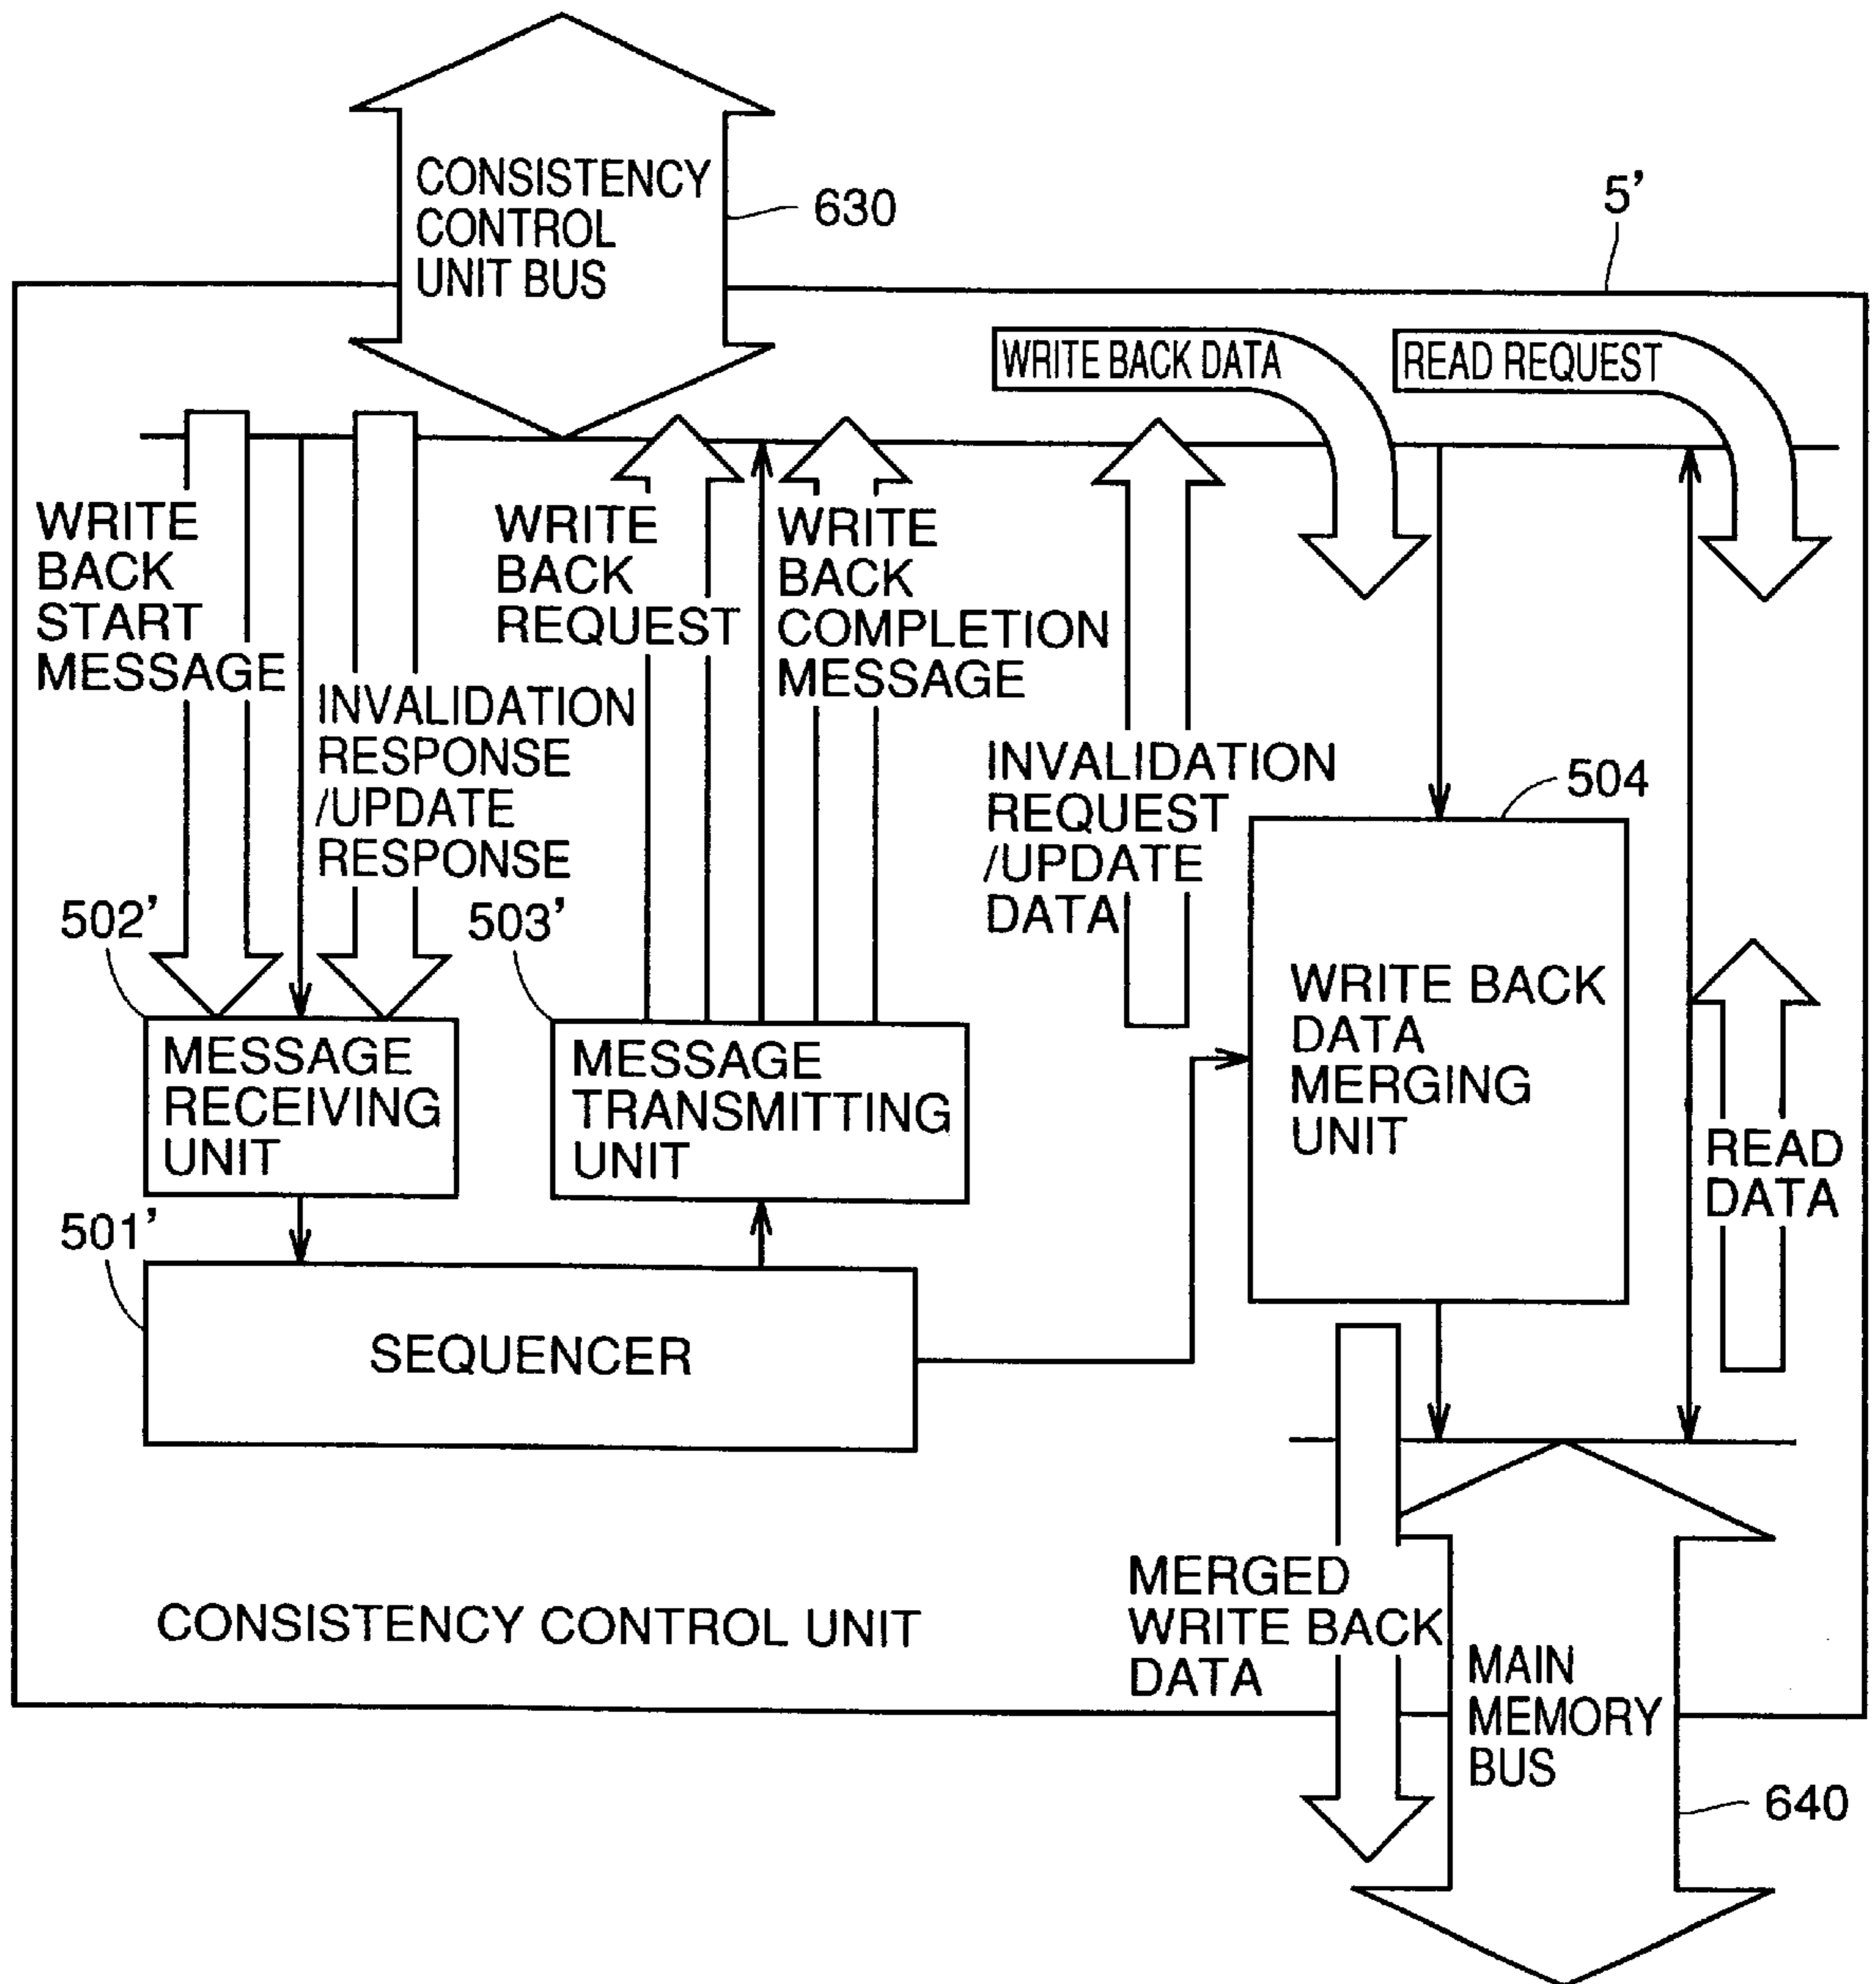 CONSISTENCY
CONTROL
UNIT BUS
630
5’
WRITE BACK DATA
READ REQUEST
WRITE
BACK
START
MESSAGE
INVALIDATION
RESPONSE
/UPDATE
RESPONSE
WRITE
BACK
REQUEST
WRITE
BACK
COMPLETION
MESSAGE
INVALIDATION
REQUEST
/UPDATE
DATA
504
502’
503’
MESSAGE
RECEIVING
UNIT
MESSAGE
TRANSMITTING
UNIT
WRITE BACK
DATA
MERGING
UNIT
READ
DATA
501’
SEQUENCER
CONSISTENCY CONTROL UNIT
MERGED
WRITE BACK
DATA
MAIN
MEMORY
BUS
640